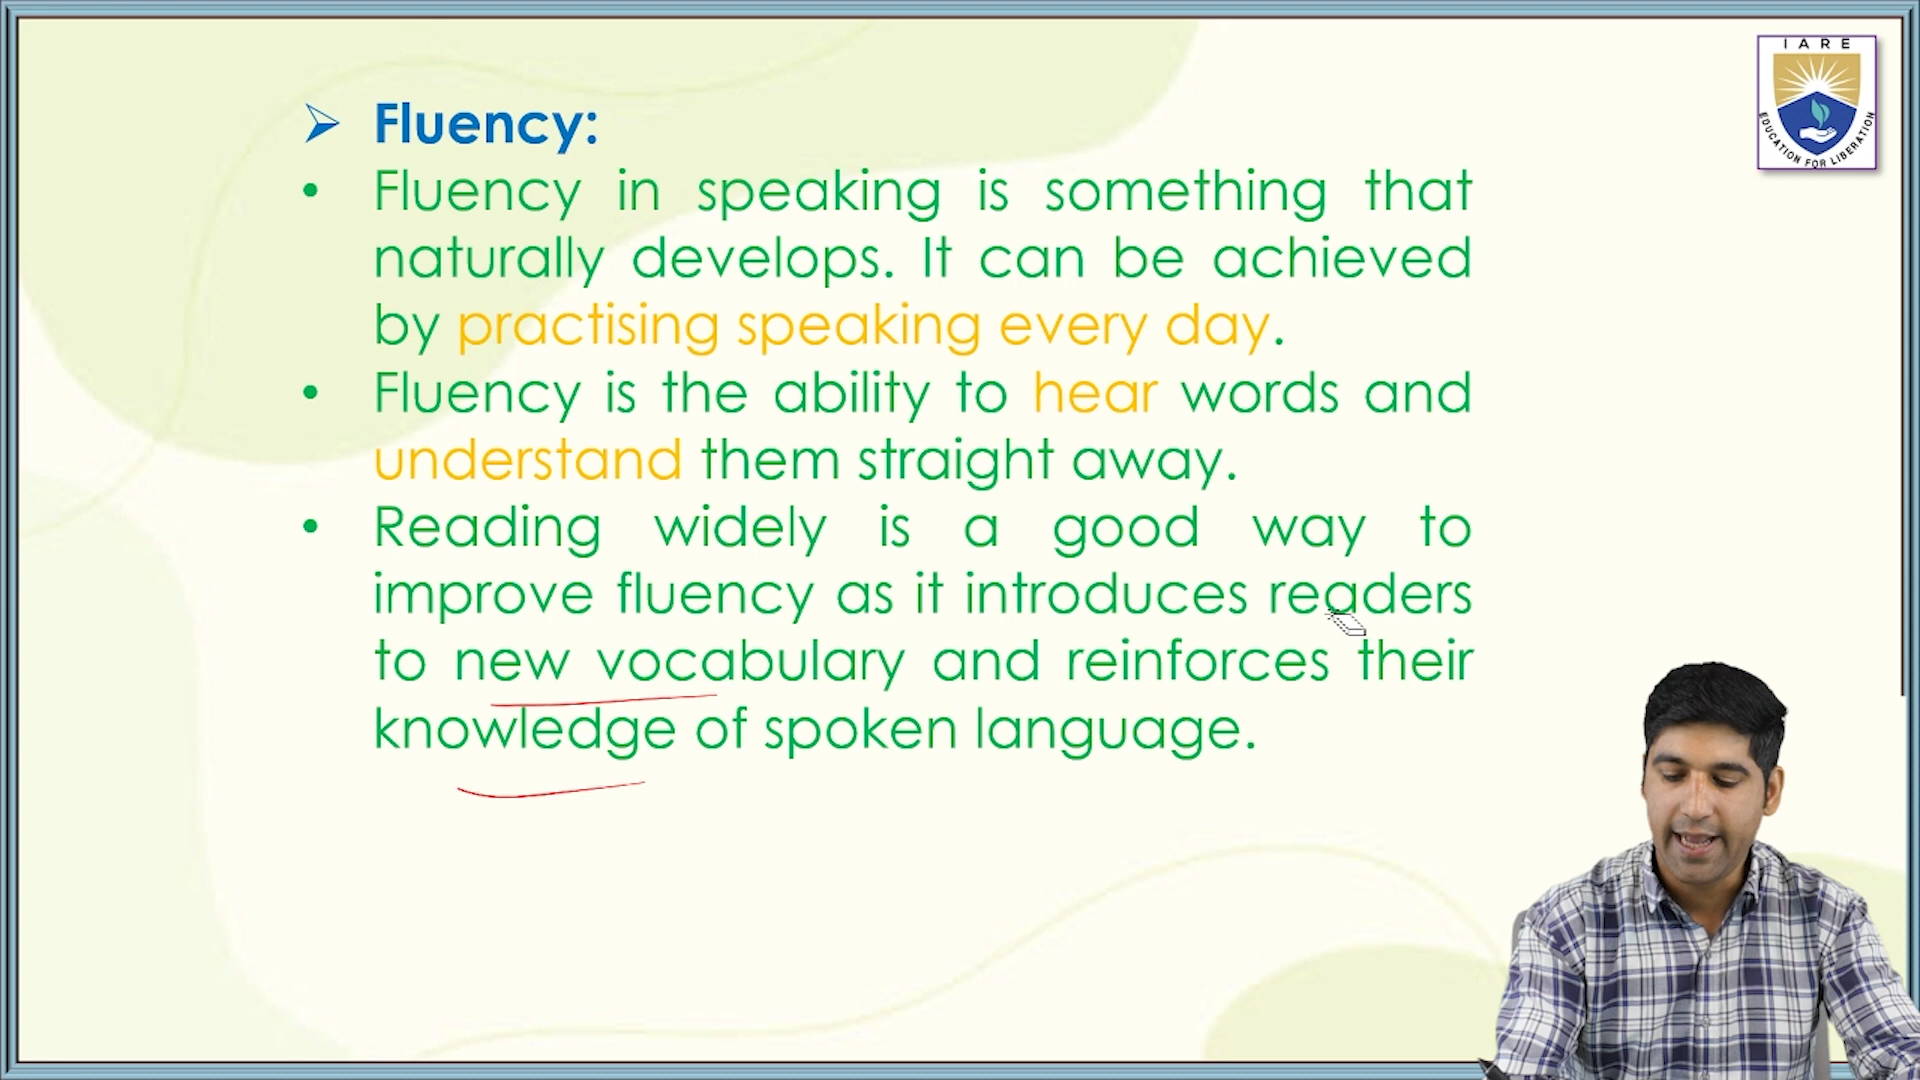 IARE
EDUCATION FOR LIBERATION
Fluency:
• Fluency in speaking is something that
naturally develops. It can be achieved
by practising speaking every day.
• Fluency is the ability to hear words and
understand them straight away.
• Reading widely is a good way to
improve fluency as it introduces readers
to new vocabulary and reinforces their
knowledge of spoken language.